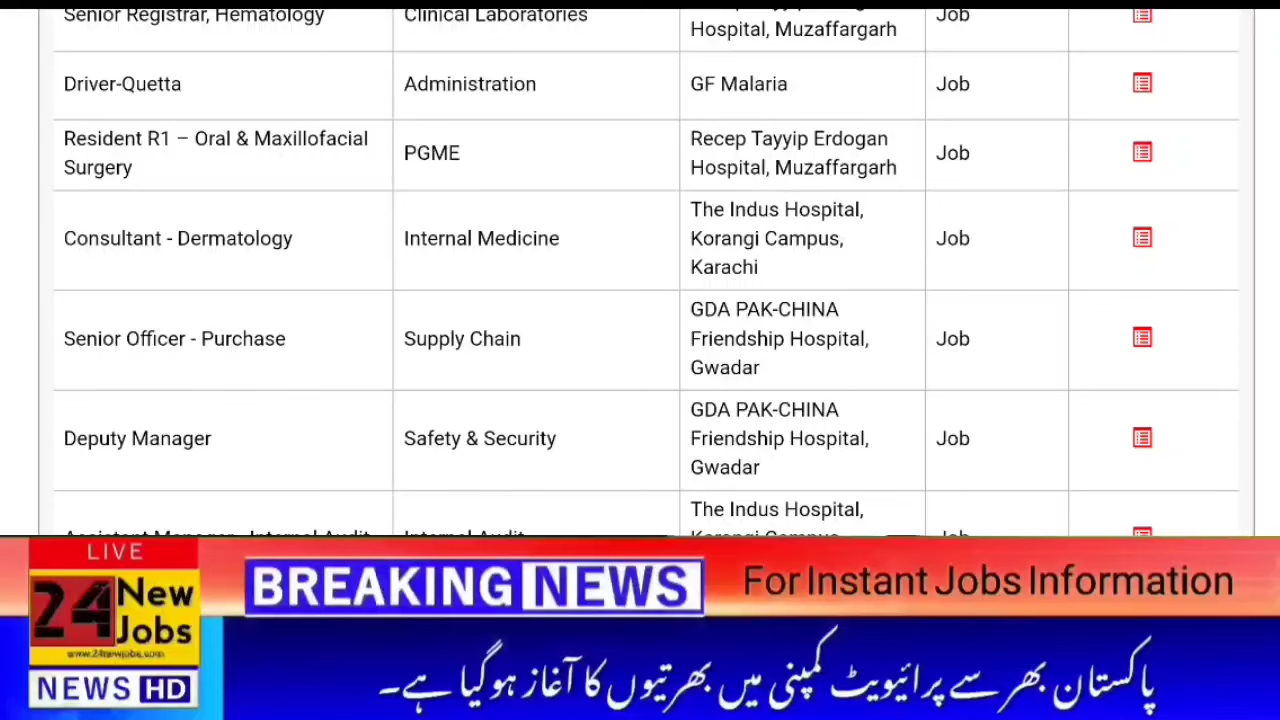 Senior Registrar, Hematology
Clinical Laboratories
Hospital, Muzaffargarh
Job
Driver-Quetta
Administration
GF Malaria
Job
Resident R1 – Oral & Maxillofacial
Surgery
PGME
Recep Tayyip Erdogan
Hospital, Muzaffargarh
Job
Consultant - Dermatology
Internal Medicine
The Indus Hospital,
Korangi Campus,
Karachi
Job
Senior Officer - Purchase
Supply Chain
GDA PAK-CHINA
Friendship Hospital,
Gwadar
Job
Deputy Manager
Safety & Security
GDA PAK-CHINA
Friendship Hospital,
Gwadar
Job
Assistant Manager - Internal Audit
Internal Audit
The Indus Hospital,
Korangi Campus,
Job
LIVE
24 New
Jobs
www.24newjobs.com
NEWS HD
BREAKING NEWS
For Instant Jobs Information
پاکستان بھر سے پرائیویٹ کمپنی میں بھرتیوں کا آغاز ہوگیا ہے۔